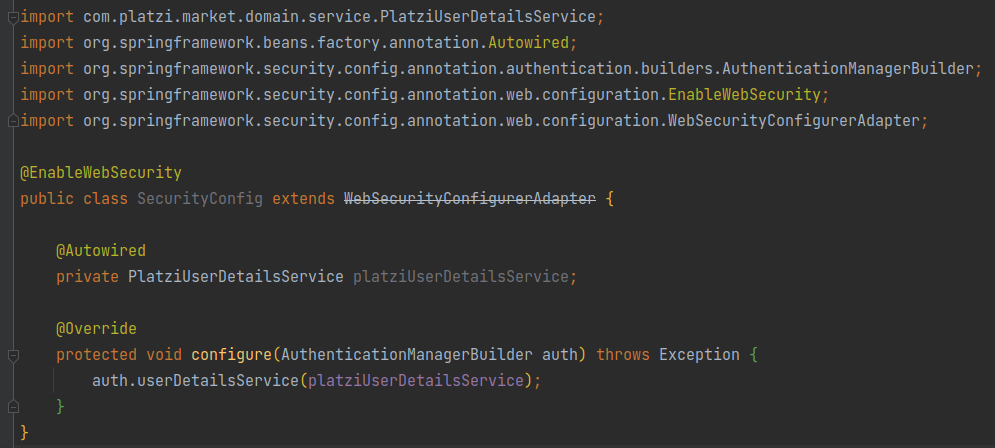 import com.platzi.market.domain.service.PlatziUserDetailsService;
import org.springframework.beans.factory.annotation.Autowired;
import org.springframework.security.config.annotation.authentication.builders.AuthenticationManagerBuilder;
import org.springframework.security.config.annotation.web.configuration.EnableWebSecurity;
import org.springframework.security.config.annotation.web.configuration.WebSecurityConfigurerAdapter;
@EnableWebSecurity
public class SecurityConfig extends WebSecurityConfigurerAdapter {
@Autowired
private PlatziUserDetailsService platziUserDetailsService;
@Override
protected void configure(AuthenticationManagerBuilder auth) throws Exception {
auth.userDetailsService(platziUserDetailsService);
}
}